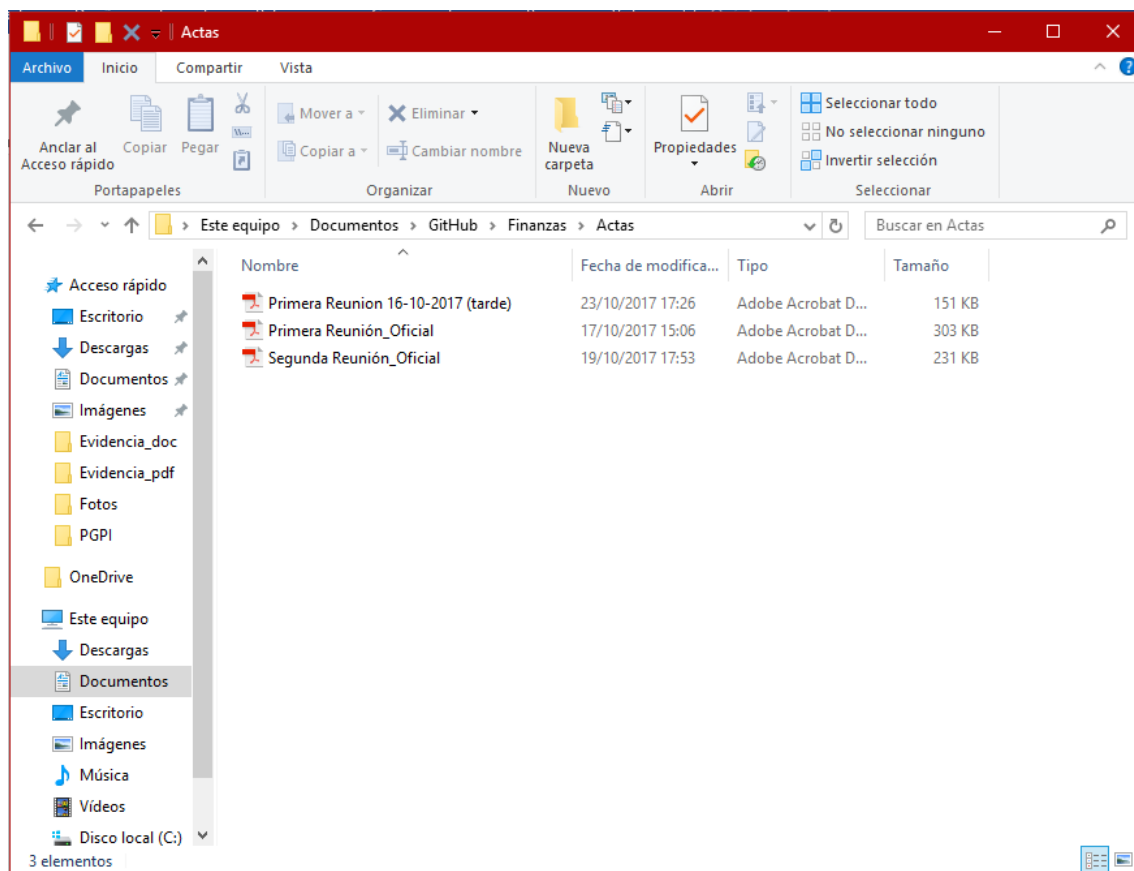 Actas
Archivo Inicio Compartir Vista
Anclar al Acceso rápido
Copiar
Pegar
Mover a
Copiar a
Eliminar
Cambiar nombre
Nueva carpeta
Propiedades
Seleccionar todo
No seleccionar ninguno
Invertir selección
Portapapeles Organizar Nuevo Abrir Seleccionar
Este equipo Documentos GitHub Finanzas Actas
Buscar en Actas
Nombre Fecha de modifica... Tipo Tamaño
Primera Reunion 16-10-2017 (tarde) 23/10/2017 17:26 Adobe Acrobat D... 151 KB
Primera Reunión_Oficial 17/10/2017 15:06 Adobe Acrobat D... 303 KB
Segunda Reunión_Oficial 19/10/2017 17:53 Adobe Acrobat D... 231 KB
Acceso rápido
Escritorio
Descargas
Documentos
Imágenes
Evidencia_doc
Evidencia_pdf
Fotos
PGPI
OneDrive
Este equipo
Descargas
Documentos
Escritorio
Imágenes
Música
Vídeos
Disco local (C:)
3 elementos